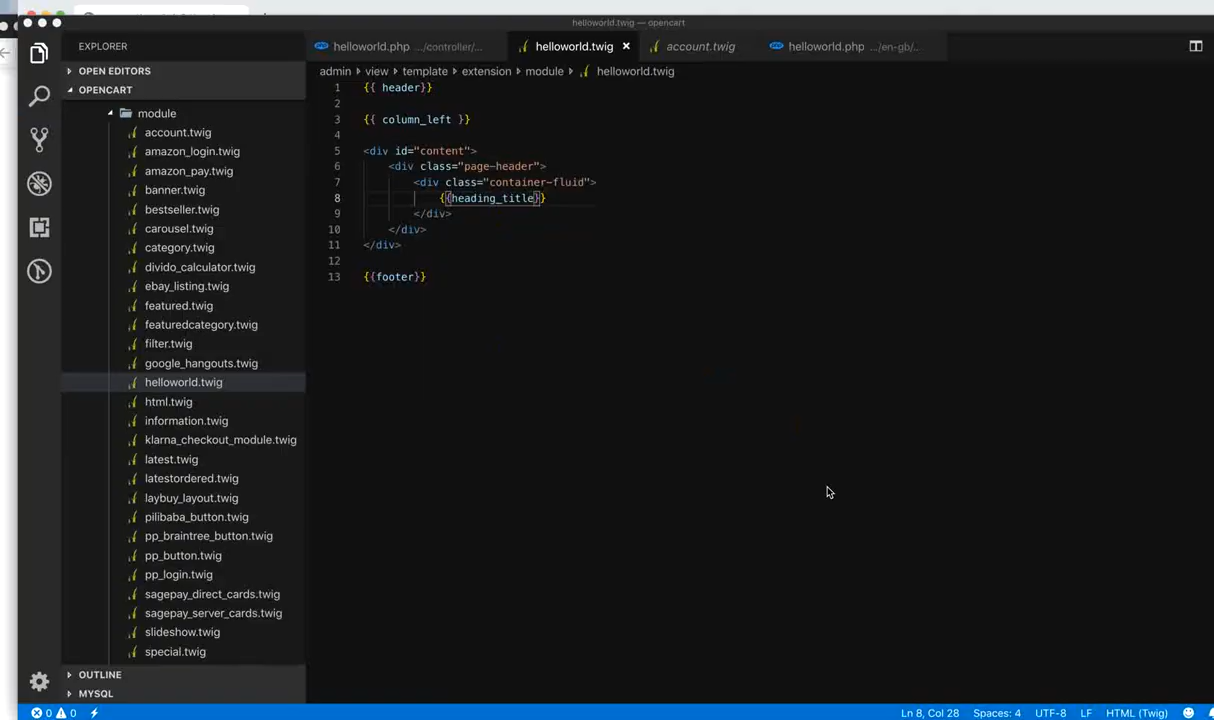 helloworld.twig — opencart
EXPLORER
OPEN EDITORS
OPENCART
module
account.twig
amazon_login.twig
amazon_pay.twig
banner.twig
bestseller.twig
carousel.twig
category.twig
divido_calculator.twig
ebay_listing.twig
featured.twig
featuredcategory.twig
filter.twig
google_hangouts.twig
helloworld.twig
html.twig
information.twig
klarna_checkout_module.twig
latest.twig
latestordered.twig
laybuy_layout.twig
pilibaba_button.twig
pp_braintree_button.twig
pp_button.twig
pp_login.twig
sagepay_direct_cards.twig
sagepay_server_cards.twig
slideshow.twig
special.twig
OUTLINE
MYSQL
helloworld.php .../controller/... helloworld.twig × account.twig helloworld.php .../en-gb/...
admin view template extension module helloworld.twig
1 {{ header}}
2
3 {{ column_left }}
4
5 <div id="content">
6 <div class="page-header">
7 <div class="container-fluid">
8 {{heading_title}}
9 </div>
10 </div>
11 </div>
12
13 {{footer}}
0 0 Ln 8, Col 28 Spaces: 4 UTF-8 LF HTML (Twig)